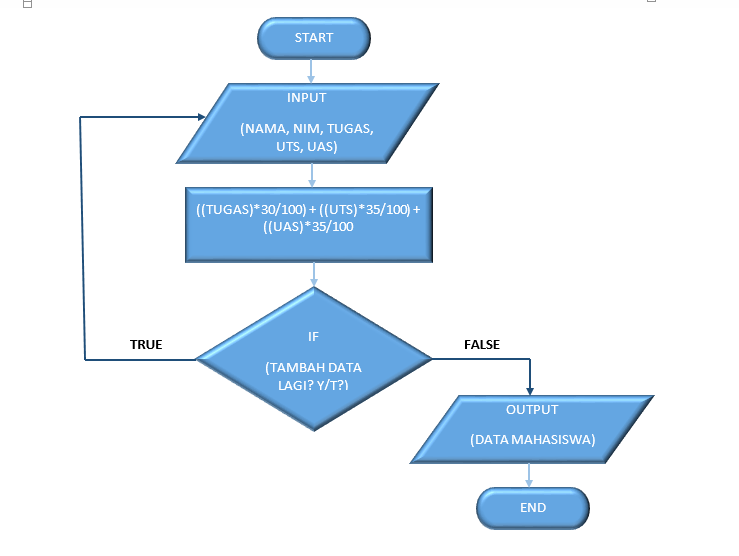 START
INPUT
(NAMA, NIM, TUGAS,
UTS, UAS)
((TUGAS)*30/100) + ((UTS)*35/100) +
((UAS)*35/100
IF
(TAMBAH DATA
LAGI? Y/T?)
TRUE
FALSE
OUTPUT
(DATA MAHASISWA)
END